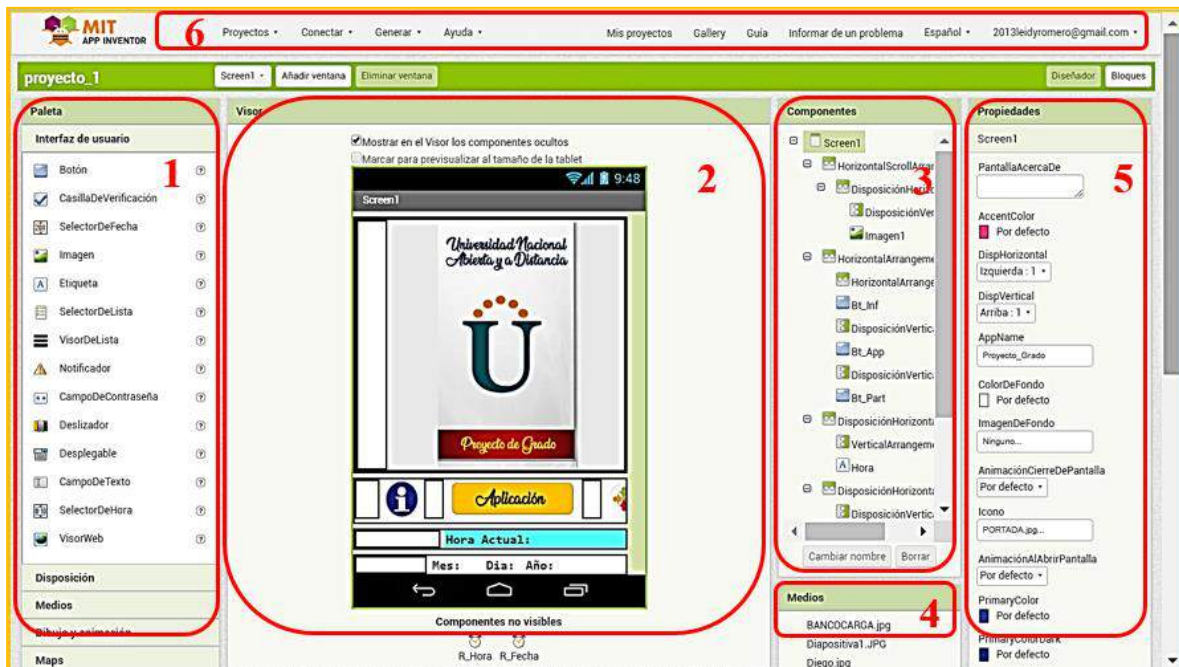 MIT
APP INVENTOR
6
Proyectos
Conectar
Generar
Ayuda
Mis proyectos
Gallery
Guía
Informar de un problema
Español
2013leidyromero@gmail.com
proyecto_1
Screen1
Añadir ventana
Eliminar ventana
Diseñador
Bloques
Paleta
Interfaz de usuario
1
Botón
CasillaDeVerificación
SelectorDeFecha
Imagen
Etiqueta
SelectorDeLista
VisorDeLista
Notificador
CampoDeContraseña
Deslizador
Desplegable
CampoDeTexto
SelectorDeHora
VisorWeb
Disposición
Medios
Dibujo y animación
Maps
Visor
Mostrar en el Visor los componentes ocultos
Marcar para previsualizar al tamaño de la tablet
2
9:48
Screen1
Universidad Nacional
Abierta y a Distancia
U
Proyecto de Grado
Aplicación
Hora Actual:
Mes: Dia: Año:
Componentes no visibles
R_Hora R_Fecha
Componentes
3
Screen1
HorizontalScrollArran
DisposiciónHorizo
DisposiciónVer
Imagen1
HorizontalArrangeme
HorizontalArrange
Bt_Inf
DisposiciónVertic
Bt_App
DisposiciónVertic
Bt_Part
DisposiciónHorizonta
VerticalArrangeme
Hora
DisposiciónHorizonta
DisposiciónVertic
Cambiar nombre
Borrar
Medios
4
BANCOCARGA.jpg
Diapositiva1.JPG
Diego.jpg
Propiedades
Screen1
5
PantallaAcercaDe
AccentColor
Por defecto
DispHorizontal
Izquierda : 1
DispVertical
Arriba : 1
AppName
Proyecto_Grado
ColorDeFondo
Por defecto
ImagenDeFondo
Ninguno...
AnimaciónCierreDePantalla
Por defecto
Icono
PORTADA.jpg...
AnimaciónAlAbrirPantalla
Por defecto
PrimaryColor
Por defecto
PrimaryColorDark
Por defecto